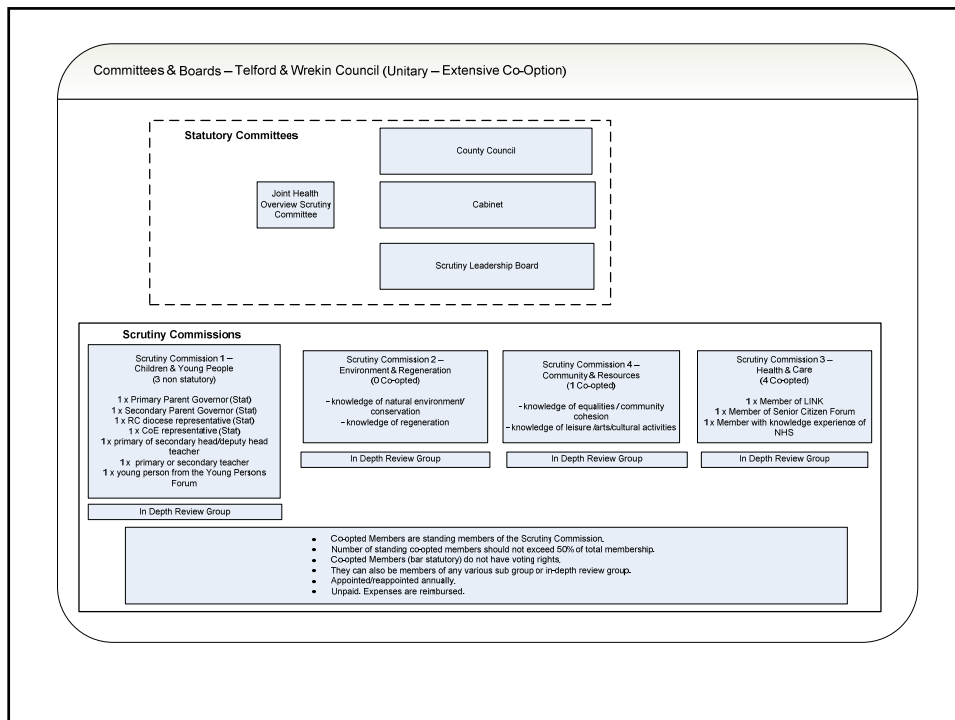 Committees & Boards – Telford & Wrekin Council (Unitary – Extensive Co-Option)
Statutory Committees
County Council
Joint Health
Overview Scrutiny
Committee
Cabinet
Scrutiny Leadership Board
Scrutiny Commissions
Scrutiny Commission 1 –
Children & Young People
(3 non statutory)
1 x Primary Parent Governor (Stat)
1 x Secondary Parent Governor (Stat)
1 x RC diocese representative (Stat)
1 x CoE representative (Stat)
1 x primary of secondary head/deputy head
teacher
1 x primary or secondary teacher
1 x young person from the Young Persons
Forum
In Depth Review Group
Scrutiny Commission 2 –
Environment & Regeneration
(0 Co-opted)
– knowledge of natural environment/
conservation
– knowledge of regeneration
In Depth Review Group
Scrutiny Commission 4 –
Community & Resources
(1 Co-opted)
– knowledge of equalities / community
cohesion
– knowledge of leisure /arts/cultural activities
In Depth Review Group
Scrutiny Commission 3 –
Health & Care
(4 Co-opted)
1 x Member of LINK
1 x Member of Senior Citizen Forum
1 x Member with knowledge experience of
NHS
In Depth Review Group
• Co-opted Members are standing members of the Scrutiny Commission.
• Number of standing co-opted members should not exceed 50% of total membership.
• Co-opted Members (bar statutory) do not have voting rights.
• They can also be members of any various sub group or in-depth review group.
• Appointed/reappointed annually.
• Unpaid. Expenses are reimbursed.